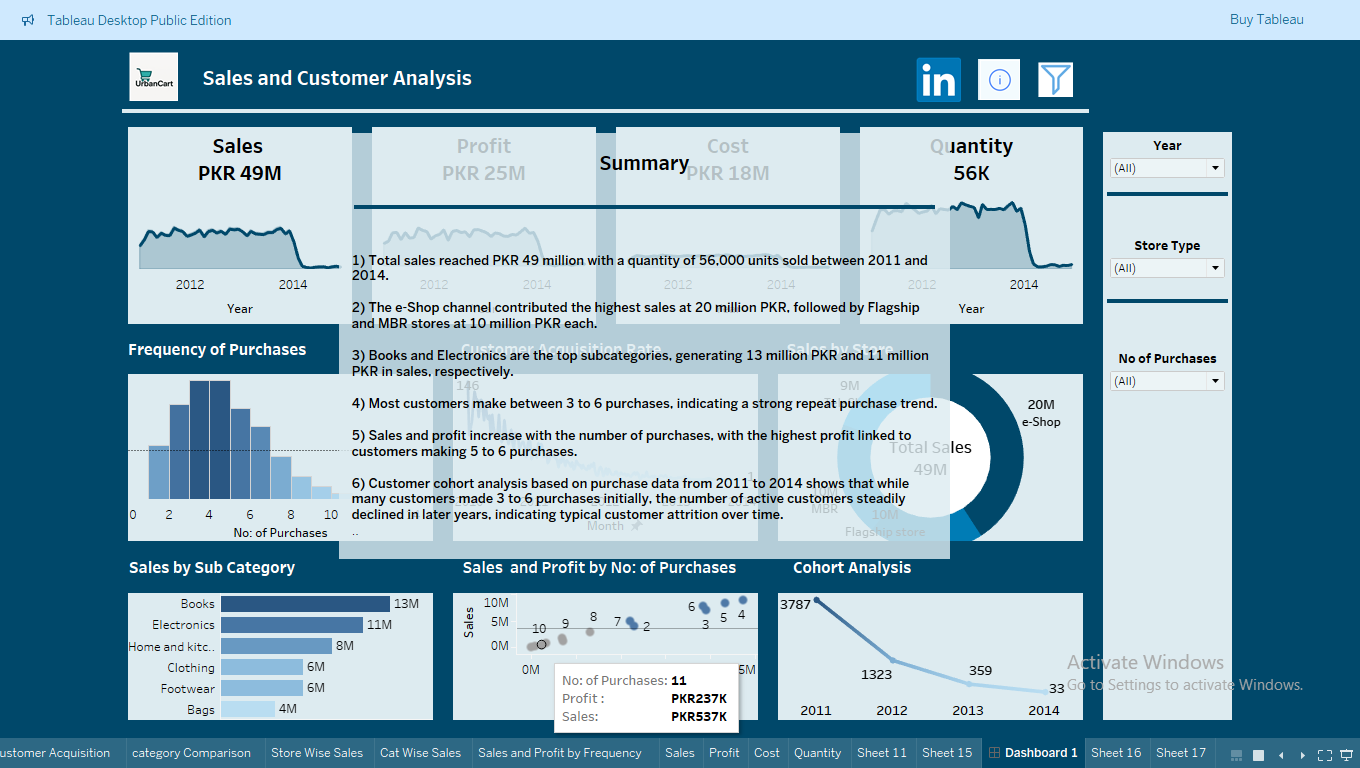 Tableau Desktop Public Edition
Buy Tableau
UrbanCart
Sales and Customer Analysis
in
Sales
PKR 49M
2012
2014
Year
Profit
PKR 25M
2012
2014
Cost
PKR 18M
2012
2014
Quantity
56K
2012
2014
Year
Summary
1) Total sales reached PKR 49 million with a quantity of 56,000 units sold between 2011 and
2014.
2) The e-Shop channel contributed the highest sales at 20 million PKR, followed by Flagship
and MBR stores at 10 million PKR each.
3) Books and Electronics are the top subcategories, generating 13 million PKR and 11 million
PKR in sales, respectively.
4) Most customers make between 3 to 6 purchases, indicating a strong repeat purchase trend.
5) Sales and profit increase with the number of purchases, with the highest profit linked to
customers making 5 to 6 purchases.
6) Customer cohort analysis based on purchase data from 2011 to 2014 shows that while
many customers made 3 to 6 purchases initially, the number of active customers steadily
declined in later years, indicating typical customer attrition over time.
..
Year
(All)
Store Type
(All)
No of Purchases
(All)
Frequency of Purchases
0 2 4 6 8 10
No: of Purchases
Customer Acquisition Rate
146
1
Month
Sales by Store
9M
20M
e-Shop
Total Sales
49M
10M
MBR
10M
Flagship store
Sales by Sub Category
Books 13M
Electronics 11M
Home and kitc.. 8M
Clothing 6M
Footwear 6M
Bags 4M
Sales and Profit by No: of Purchases
Sales
10M
5M
0M
10 9 8 7 2 6 3 5 4
0M
5M
No: of Purchases: 11
Profit : PKR237K
Sales: PKR537K
Cohort Analysis
3787
1323
359
33
2011 2012 2013 2014
Activate Windows
Go to Settings to activate Windows.
ustomer Acquisition
category Comparison
Store Wise Sales
Cat Wise Sales
Sales and Profit by Frequency
Sales
Profit
Cost
Quantity
Sheet 11
Sheet 15
Dashboard 1
Sheet 16
Sheet 17